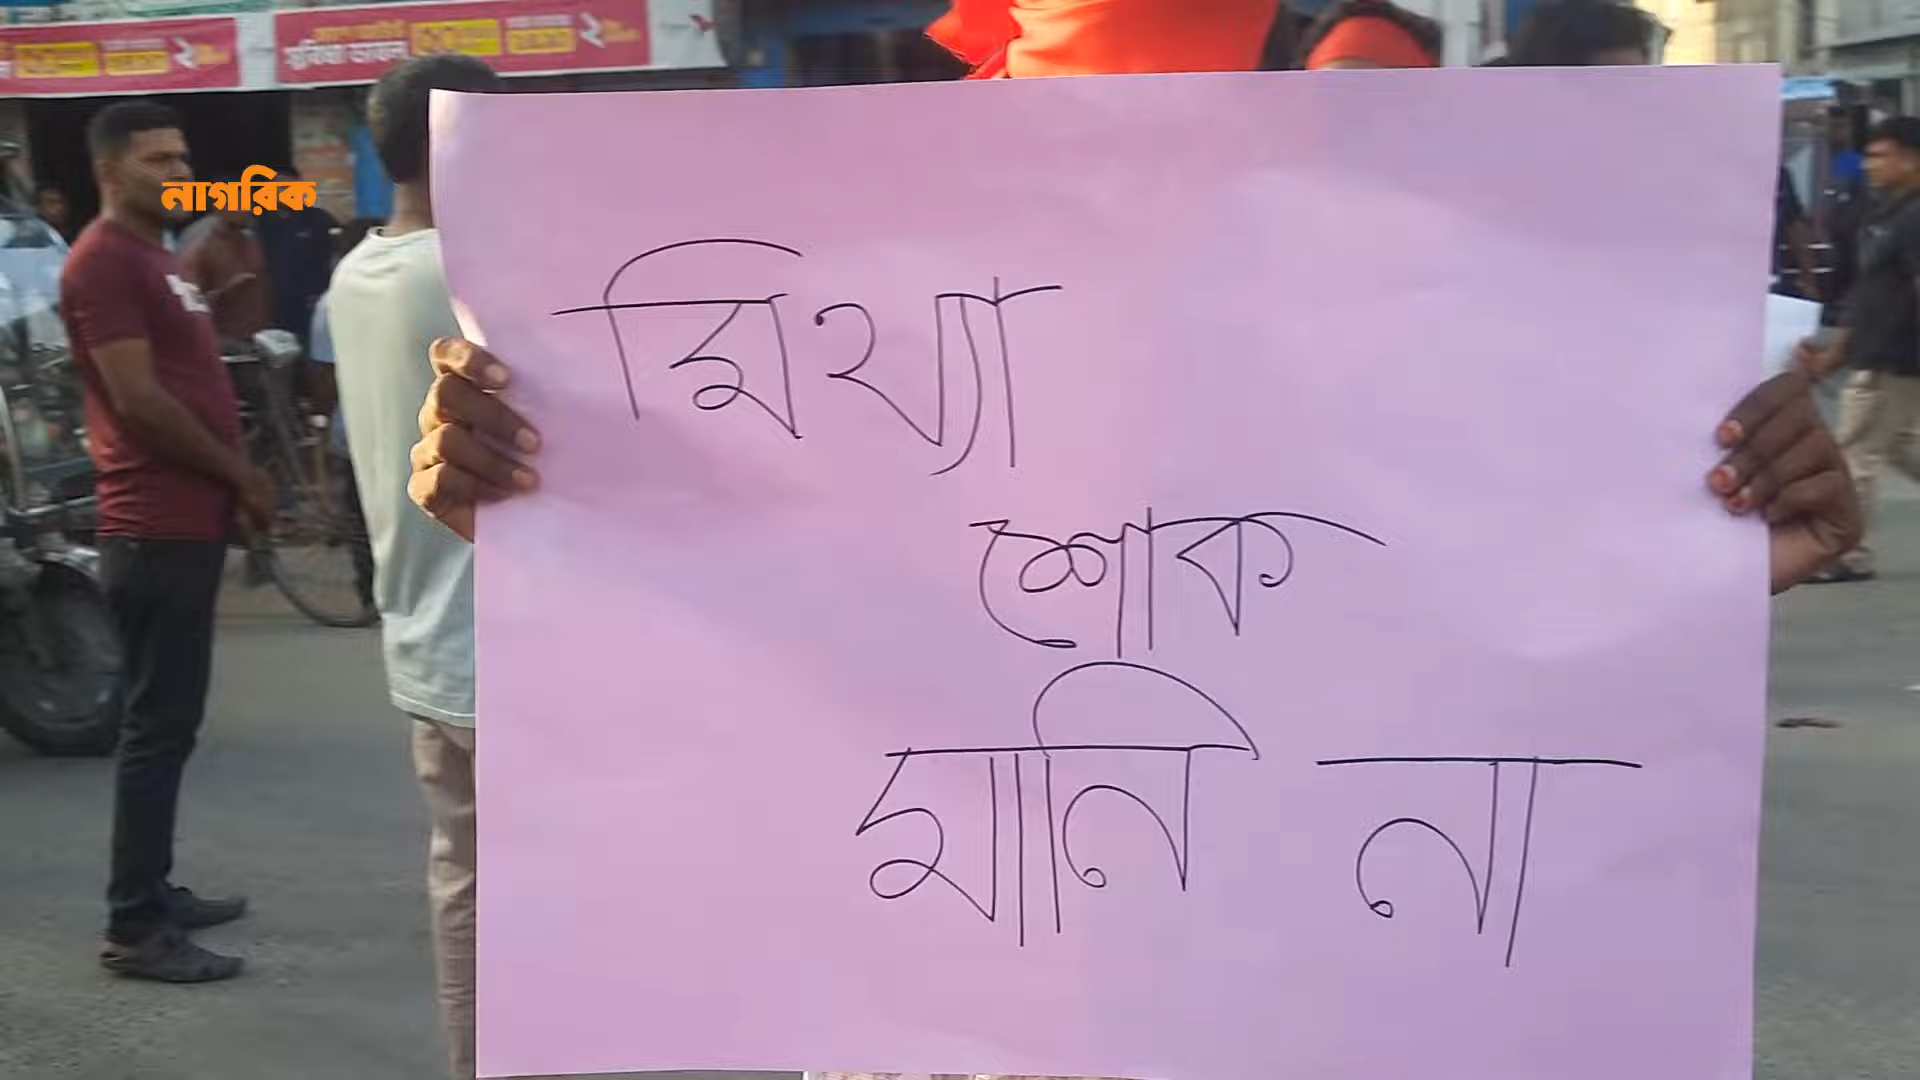 নাগরিক
মিথ্যা
শোক
মানি না